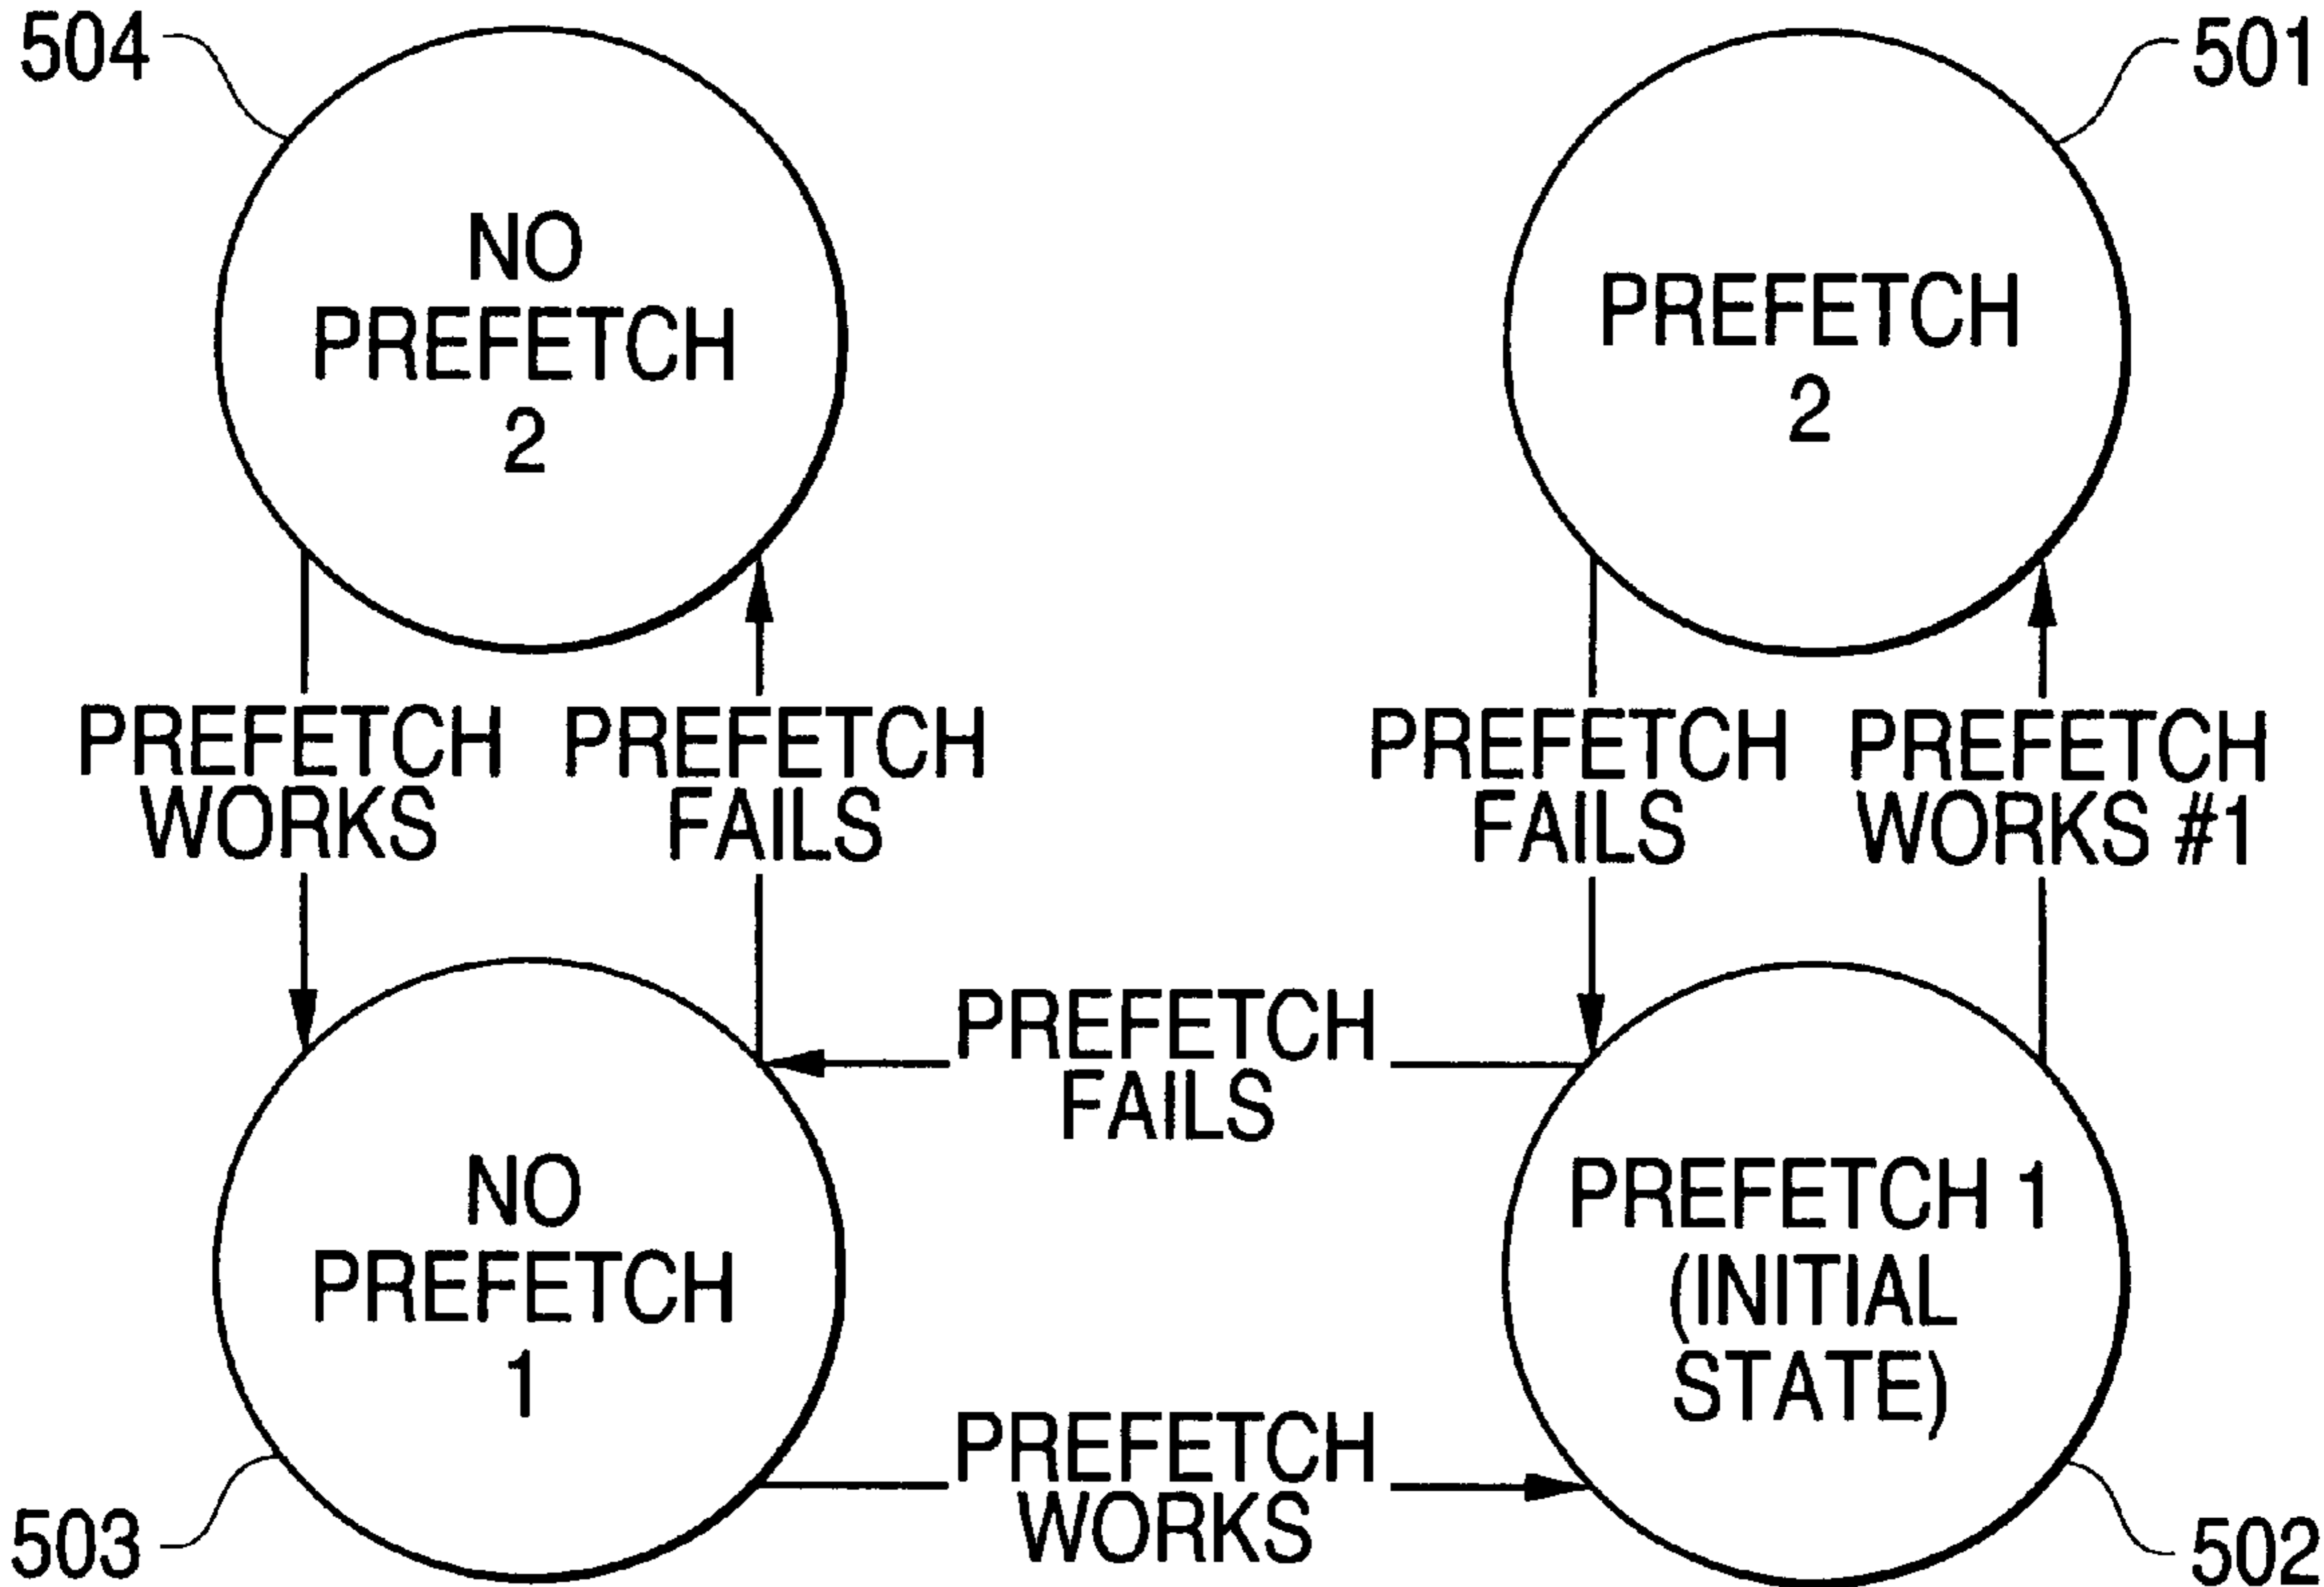 504
501
NO
PREFETCH
2
PREFETCH
2
PREFETCH
WORKS
PREFETCH
FAILS
PREFETCH
FAILS
PREFETCH
WORKS #1
PREFETCH
FAILS
NO
PREFETCH
1
PREFETCH 1
(INITIAL
STATE)
PREFETCH
WORKS
503
502